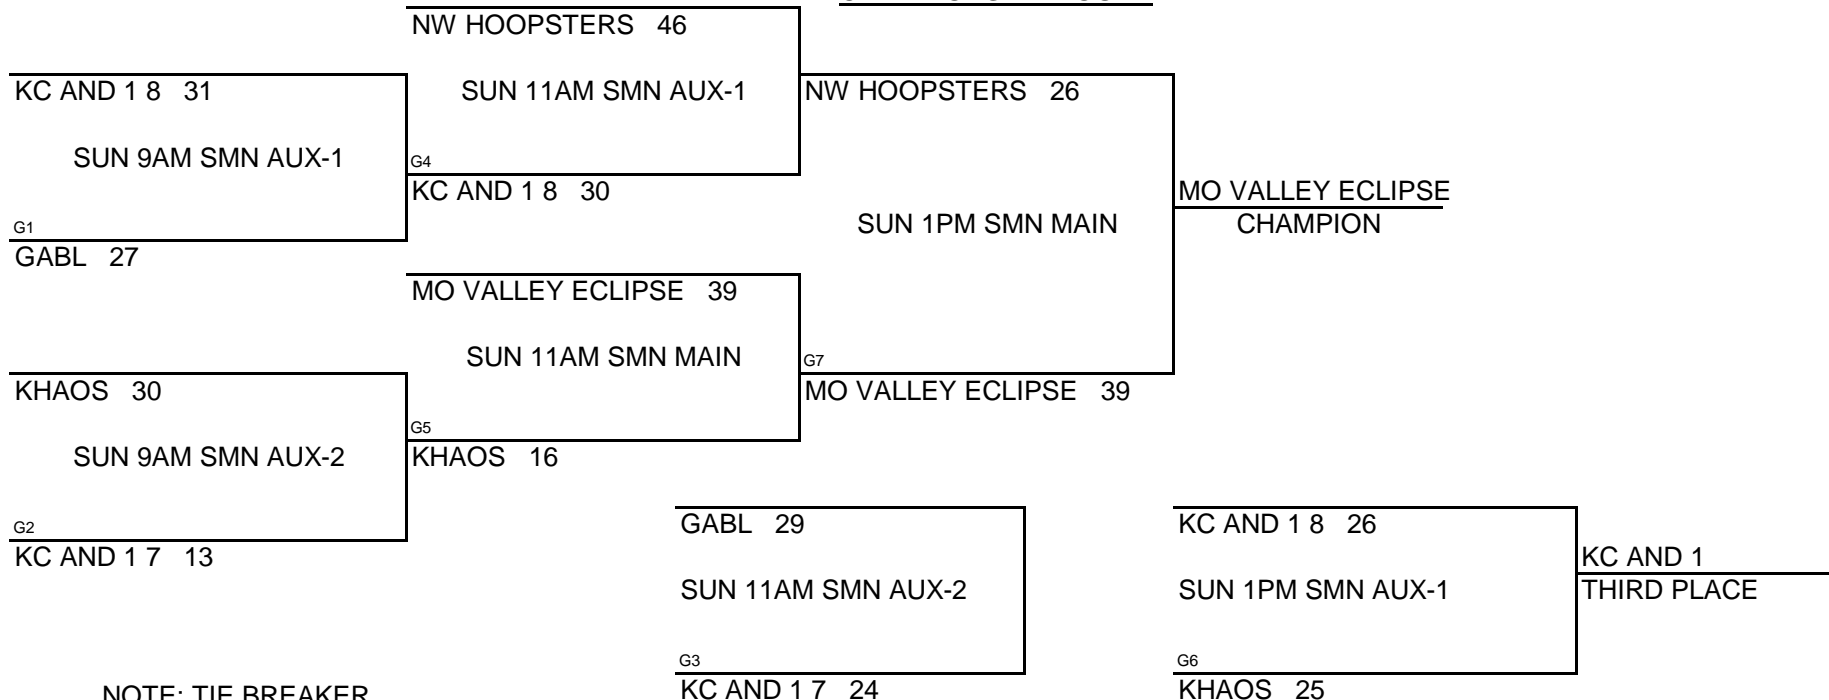 NW HOOPSTERS 46
KC AND 1 8 31
SUN 11AM SMN AUX-1
NW HOOPSTERS 26
SUN 9AM SMN AUX-1
G4
KC AND 1 8 30
MO VALLEY ECLIPSE
G1
SUN 1PM SMN MAIN
CHAMPION
GABL 27
MO VALLEY ECLIPSE 39
SUN 11AM SMN MAIN
G7
KHAOS 30
MO VALLEY ECLIPSE 39
G5
SUN 9AM SMN AUX-2
KHAOS 16
G2
GABL 29
KC AND 1 8 26
KC AND 1 7 13
KC AND 1
SUN 11AM SMN AUX-2
SUN 1PM SMN AUX-1
THIRD PLACE
G3
G6
NOTE: TIE BREAKER
KC AND 1 7 24
KHAOS 25